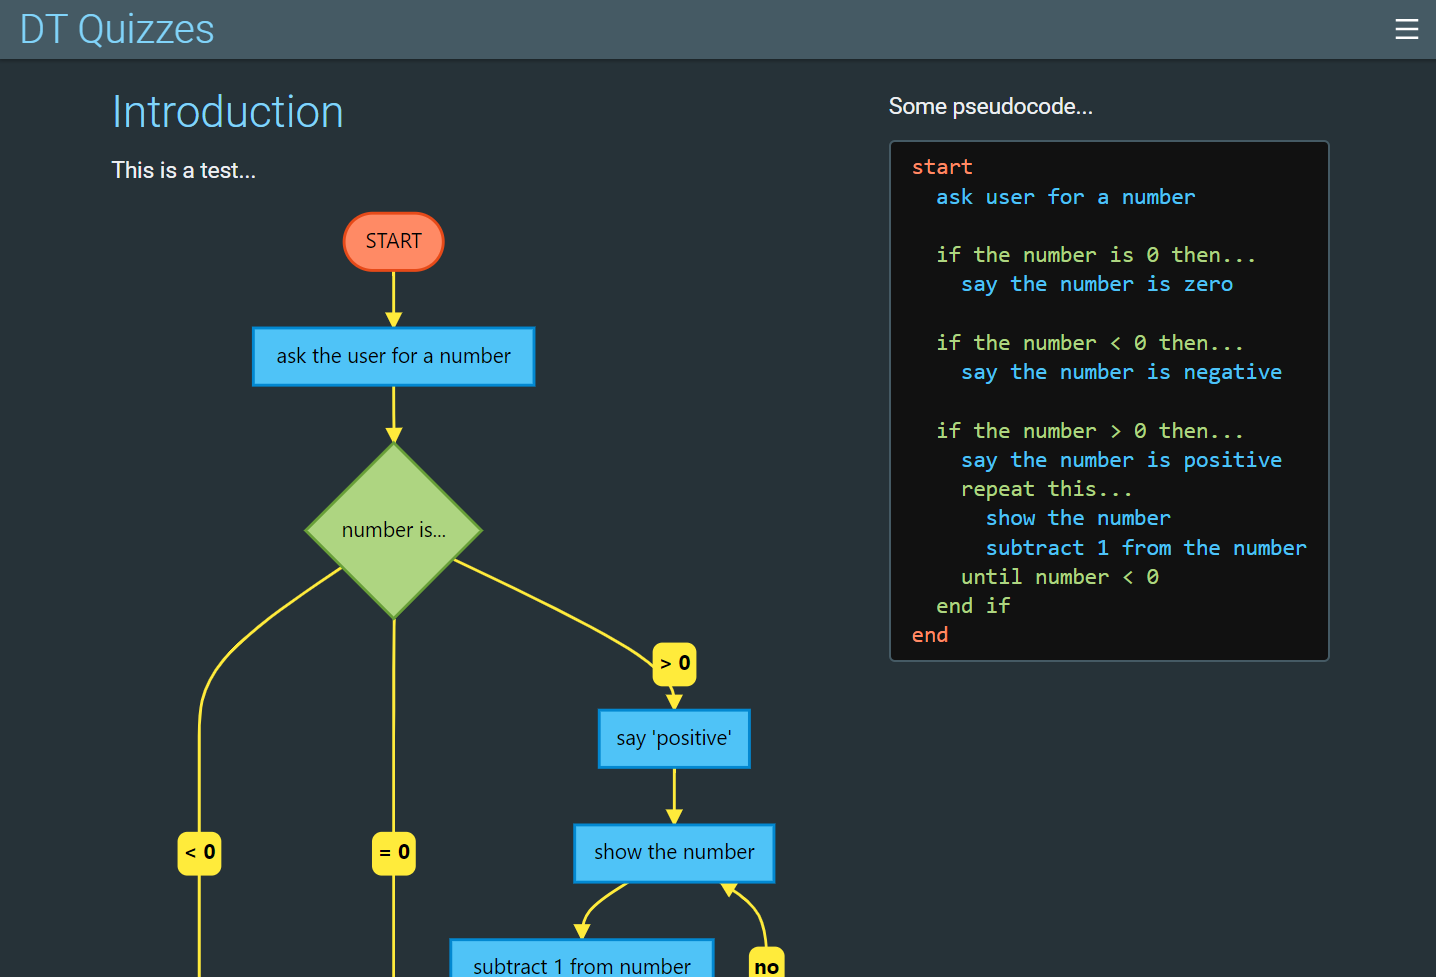 DT Quizzes
Introduction
This is a test...
START
ask the user for a number
number is...
> 0
say 'positive'
< 0
= 0
show the number
subtract 1 from number
no
Some pseudocode...
start
ask user for a number
if the number is 0 then...
say the number is zero
if the number < 0 then...
say the number is negative
if the number > 0 then...
say the number is positive
repeat this...
show the number
subtract 1 from the number
until number < 0
end if
end